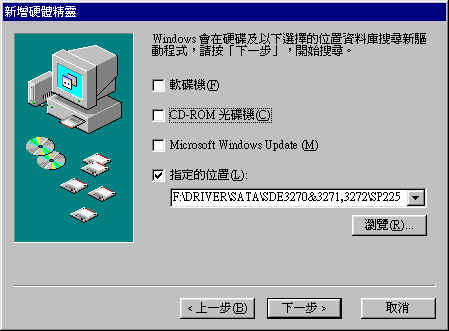 新增硬體精靈
Windows 會在硬碟及以下選擇的位置資料庫搜尋新驅
動程式，請按「下一步」，開始搜尋。
軟碟機(F)
CD-ROM 光碟機(C)
Microsoft Windows Update (M)
指定的位置(L):
F:\DRIVER\SATA\SDE3270&3271,3272\SP225
瀏覽(R)...
<上一步(B)
下一步>
取消